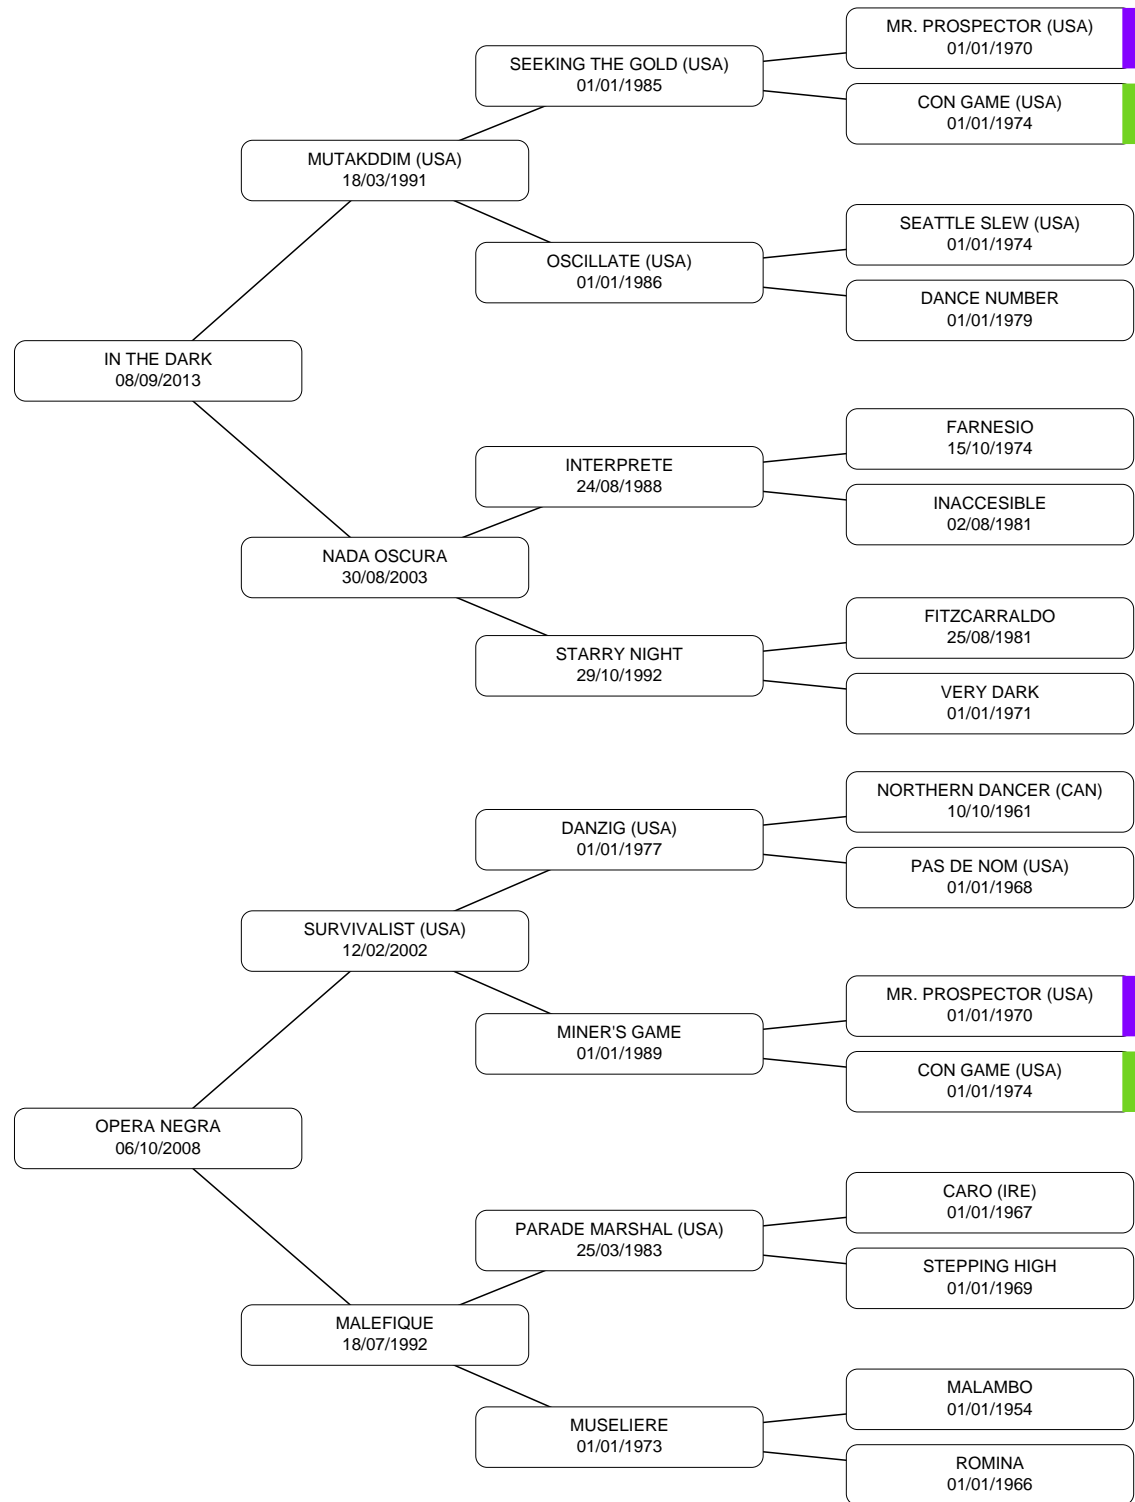 MR. PROSPECTOR (USA)
01/01/1970
SEEKING THE GOLD (USA)
01/01/1985
CON GAME (USA)
01/01/1974
MUTAKDDIM (USA)
18/03/1991
SEATTLE SLEW (USA)
01/01/1974
OSCILLATE (USA)
01/01/1986
DANCE NUMBER
01/01/1979
IN THE DARK
08/09/2013
FARNESIO
15/10/1974
INTERPRETE
24/08/1988
INACCESIBLE
02/08/1981
NADA OSCURA
30/08/2003
FITZCARRALDO
25/08/1981
STARRY NIGHT
29/10/1992
VERY DARK
01/01/1971
NORTHERN DANCER (CAN)
10/10/1961
DANZIG (USA)
01/01/1977
PAS DE NOM (USA)
01/01/1968
SURVIVALIST (USA)
12/02/2002
MR. PROSPECTOR (USA)
01/01/1970
MINER'S GAME
01/01/1989
CON GAME (USA)
01/01/1974
OPERA NEGRA
06/10/2008
CARO (IRE)
01/01/1967
PARADE MARSHAL (USA)
25/03/1983
STEPPING HIGH
01/01/1969
MALEFIQUE
18/07/1992
MALAMBO
01/01/1954
MUSELIERE
01/01/1973
ROMINA
01/01/1966